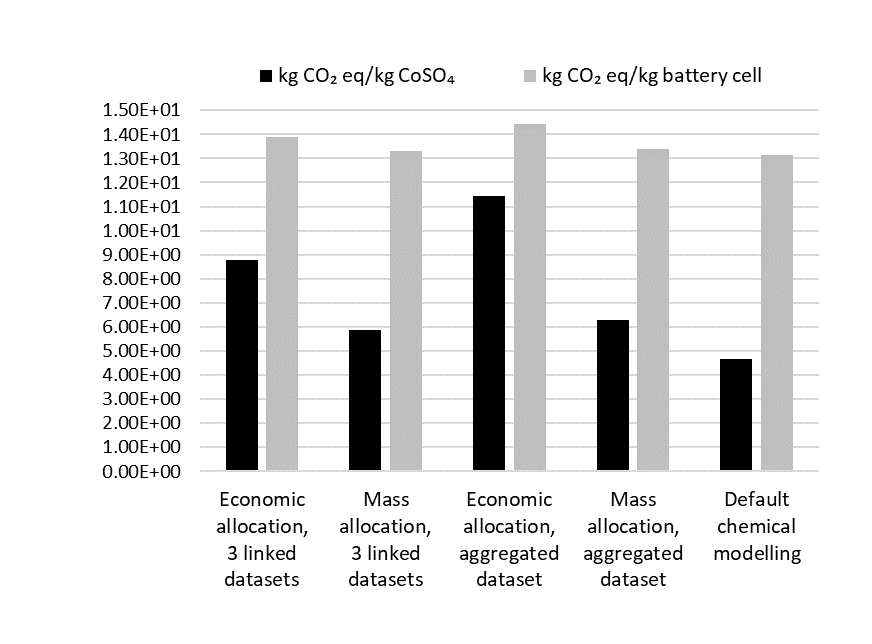 kg CO₂ eq/kg CoSO₄ kg CO₂ eq/kg battery cell
1.50E+01
1.40E+01
1.30E+01
1.20E+01
1.10E+01
1.00E+01
9.00E+00
8.00E+00
7.00E+00
6.00E+00
5.00E+00
4.00E+00
3.00E+00
2.00E+00
1.00E+00
0.00E+00
Economic
allocation,
3 linked
datasets
Mass
allocation,
3 linked
datasets
Economic
allocation,
aggregated
dataset
Mass
allocation,
aggregated
dataset
Default
chemical
modelling